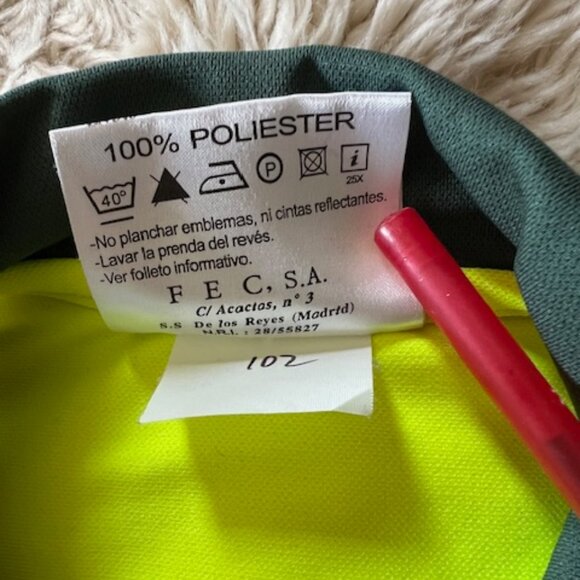 100% POLIESTER
40° P i
25X
-No planchar emblemas, ni cintas reflectantes.
-Lavar la prenda del revés.
-Ver folleto informativo.
F E C, S.A.
C/ Acacias, nº 3
S.S De los Reyes (Madrid)
N.R.I. : 28/55827
102